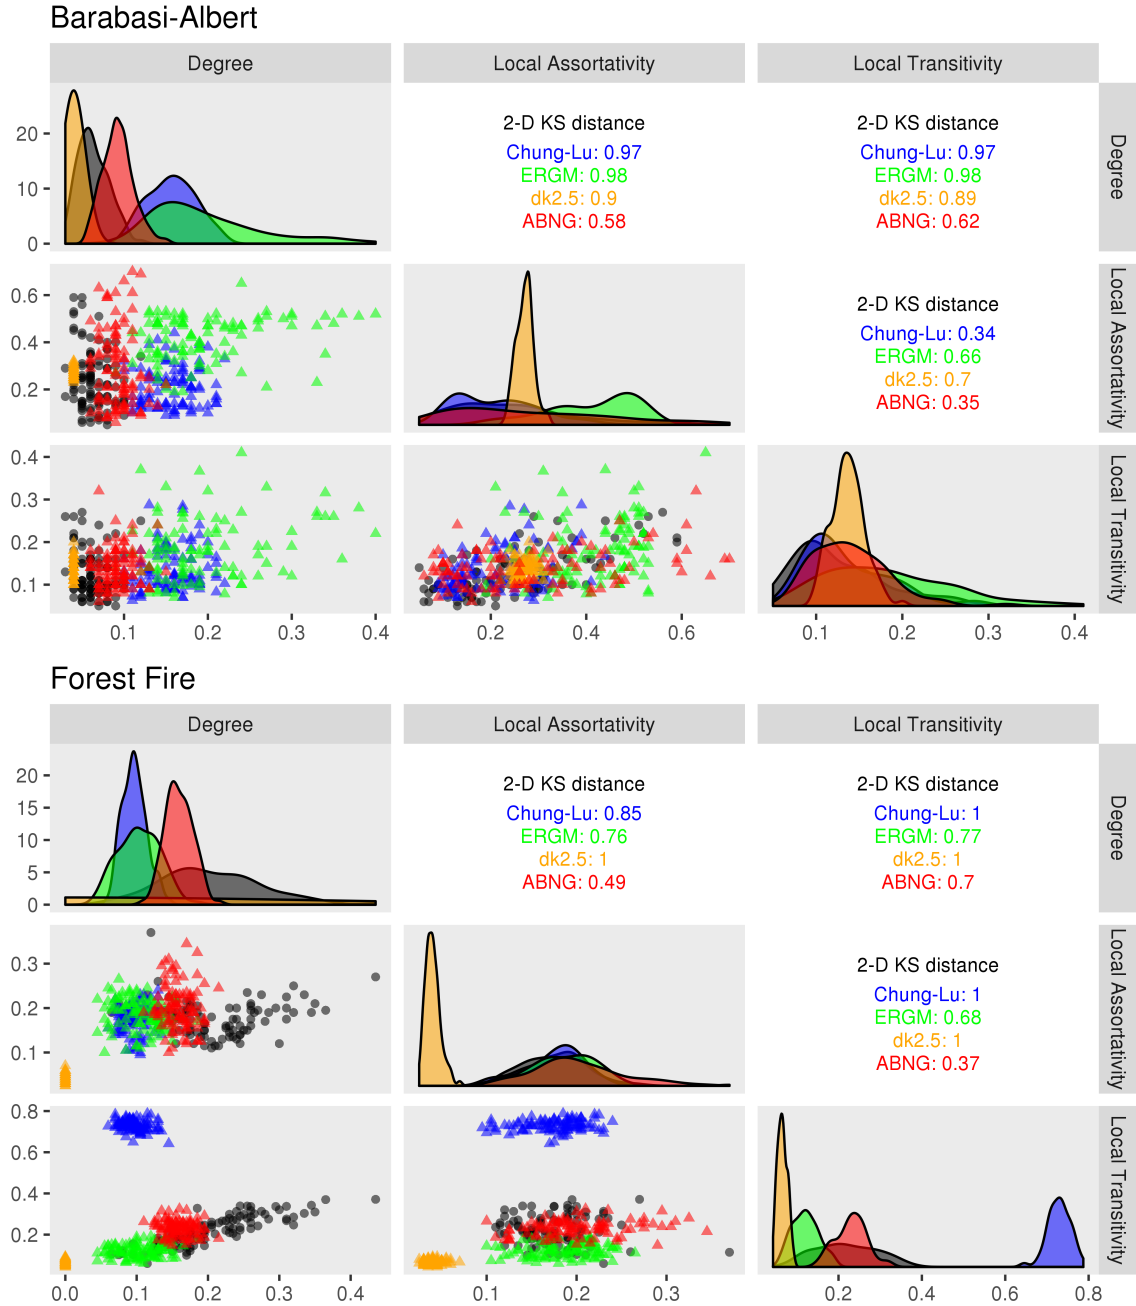 Barabasi-Albert
Degree
Local Assortativity
Local Transitivity
20
10
0
2-D KS distance
Chung-Lu: 0.97
ERGM: 0.98
dk2.5: 0.9
ABNG: 0.58
2-D KS distance
Chung-Lu: 0.97
ERGM: 0.98
dk2.5: 0.89
ABNG: 0.62
Degree
0.6
0.4
0.2
2-D KS distance
Chung-Lu: 0.34
ERGM: 0.66
dk2.5: 0.7
ABNG: 0.35
Local Assortativity
0.4
0.3
0.2
0.1
Local Transitivity
0.1 0.2 0.3 0.4
0.2 0.4 0.6
0.1 0.2 0.3 0.4
Forest Fire
Degree
Local Assortativity
Local Transitivity
20
15
10
5
0
2-D KS distance
Chung-Lu: 0.85
ERGM: 0.76
dk2.5: 1
ABNG: 0.49
2-D KS distance
Chung-Lu: 1
ERGM: 0.77
dk2.5: 1
ABNG: 0.7
Degree
0.3
0.2
0.1
2-D KS distance
Chung-Lu: 1
ERGM: 0.68
dk2.5: 1
ABNG: 0.37
Local Assortativity
0.8
0.6
0.4
0.2
Local Transitivity
0.0 0.1 0.2 0.3 0.4
0.1 0.2 0.3
0.2 0.4 0.6 0.8